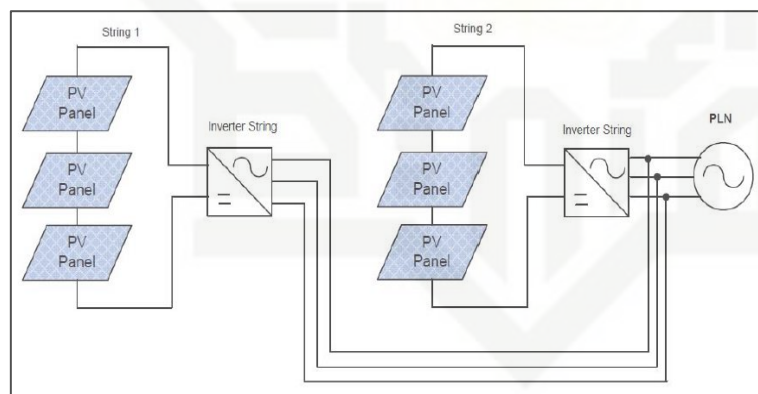 String 1
String 2
PV
Panel
PV
Panel
PV
Panel
Inverter String
PV
Panel
PV
Panel
PV
Panel
Inverter String
PLN